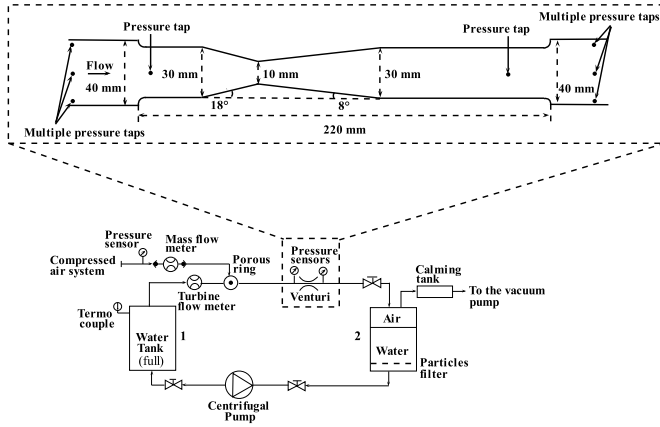 Pressure tap
Flow
40 mm
30 mm
10 mm
30 mm
Pressure tap
Multiple pressure taps
40 mm
Multiple pressure taps
18°
8°
220 mm
Pressure
sensor
Mass flow
meter
Compressed
air system
Porous
ring
Pressure
sensors
Turbine
flow meter
Venturi
Termo
couple
Water
Tank
(full)
1
2
Calming
tank
To the vacuum
pump
Air
Water
Particles
filter
Centrifugal
Pump